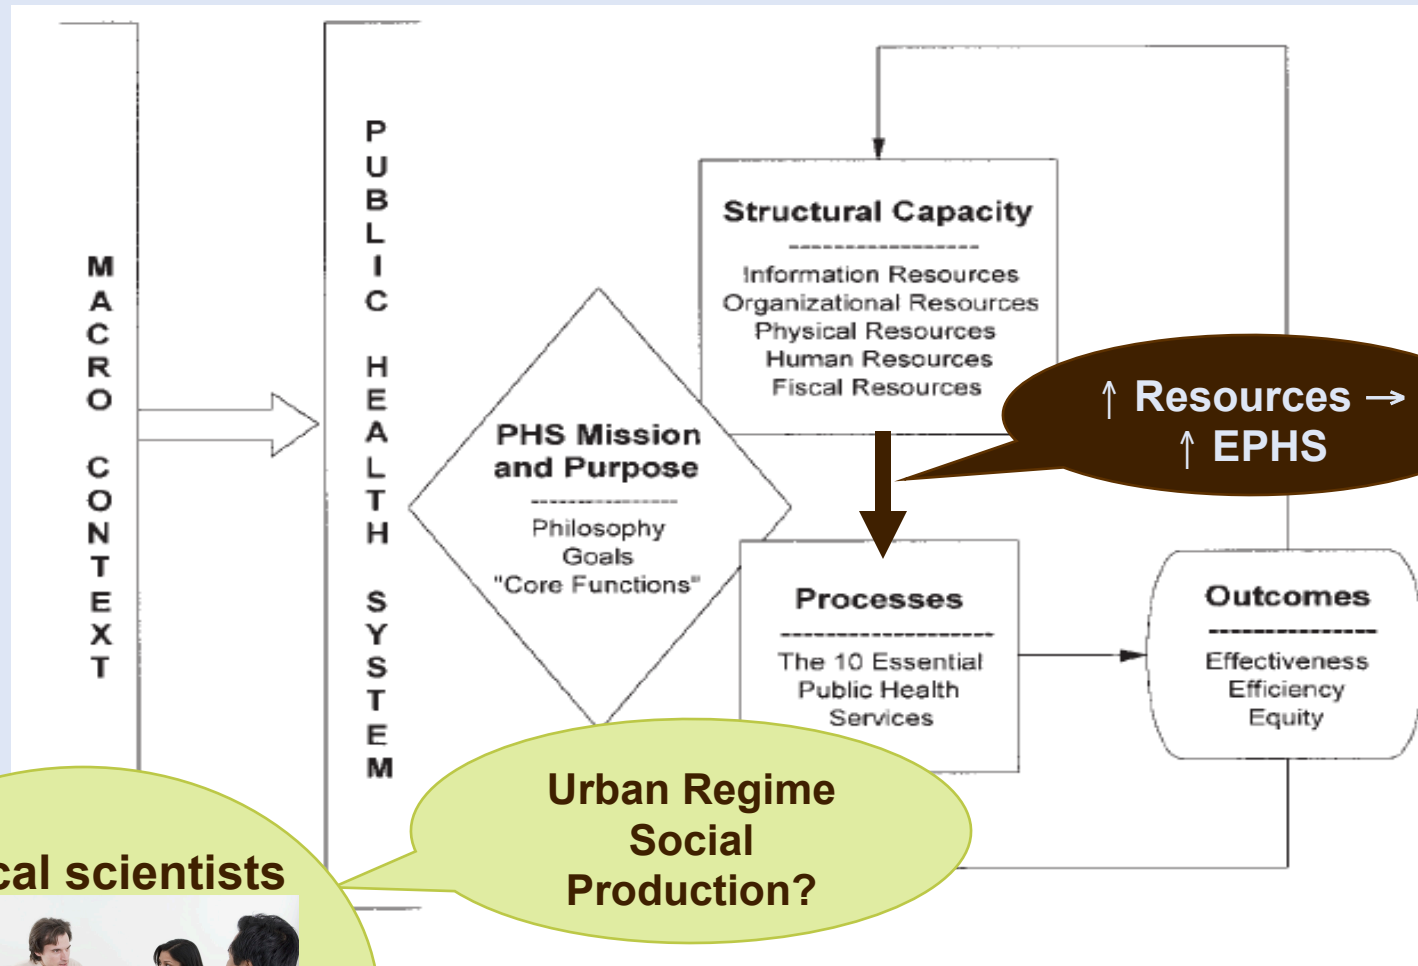 MACRO CONTEXT
PUBLIC HEALTH SYSTEM
Structural Capacity
Information Resources
Organizational Resources
Physical Resources
Human Resources
Fiscal Resources
↑ Resources →
↑ EPHS
PHS Mission
and Purpose
Philosophy
Goals
"Core Functions"
Processes
The 10 Essential
Public Health
Services
Outcomes
Effectiveness
Efficiency
Equity
Urban Regime
Social
Production?
cal scientists